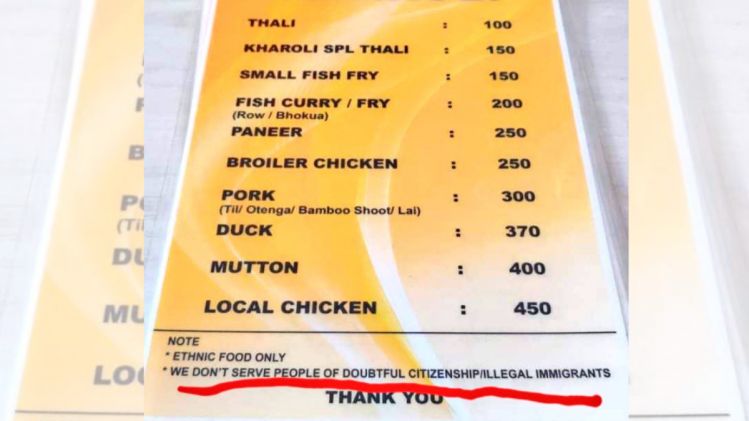 THALI : 100
KHAROLI SPL THALI : 150
SMALL FISH FRY : 150
FISH CURRY / FRY : 200
(Row / Bhokua)
PANEER : 250
BROILER CHICKEN : 250
PORK : 300
(Til/ Otenga/ Bamboo Shoot/ Lai)
DUCK : 370
MUTTON : 400
LOCAL CHICKEN : 450
NOTE
* ETHNIC FOOD ONLY
* WE DON'T SERVE PEOPLE OF DOUBTFUL CITIZENSHIP/ILLEGAL IMMIGRANTS
THANK YOU